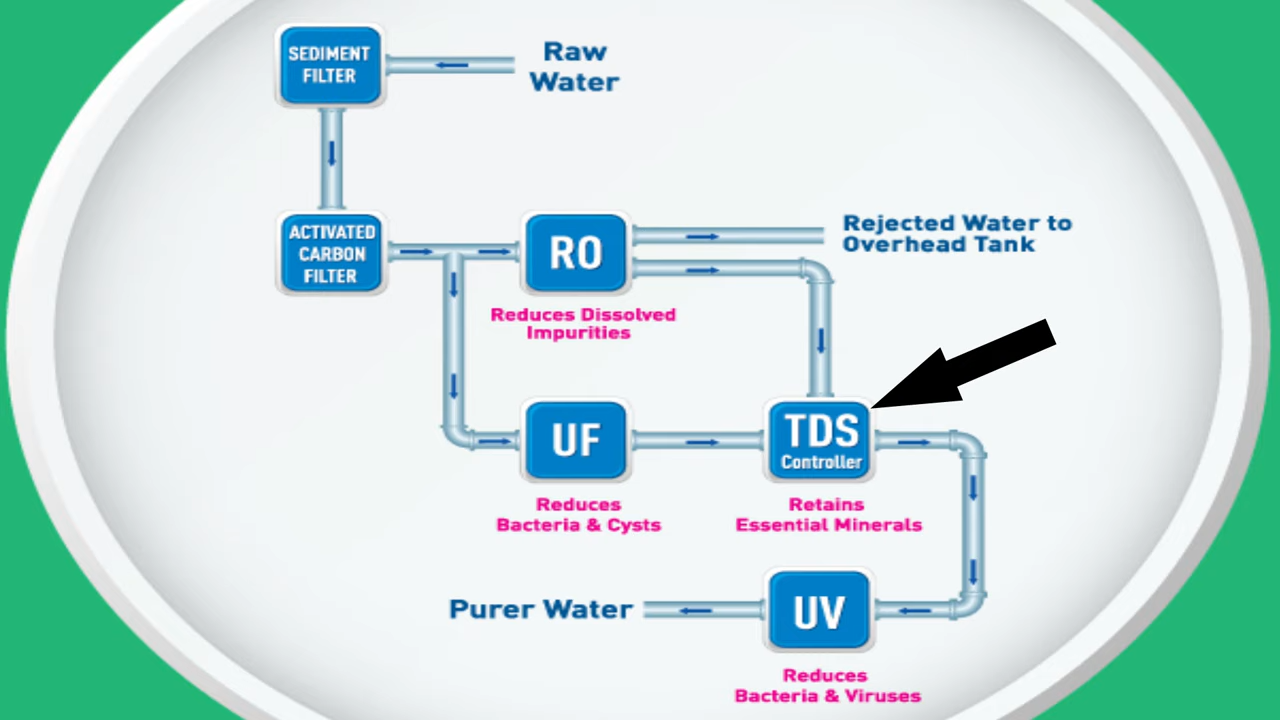 SEDIMENT
FILTER
Raw
Water
ACTIVATED
CARBON
FILTER
RO
Reduces Dissolved
Impurities
Rejected Water to
Overhead Tank
UF
Reduces
Bacteria & Cysts
TDS
Controller
Retains
Essential Minerals
Purer Water
UV
Reduces
Bacteria & Viruses